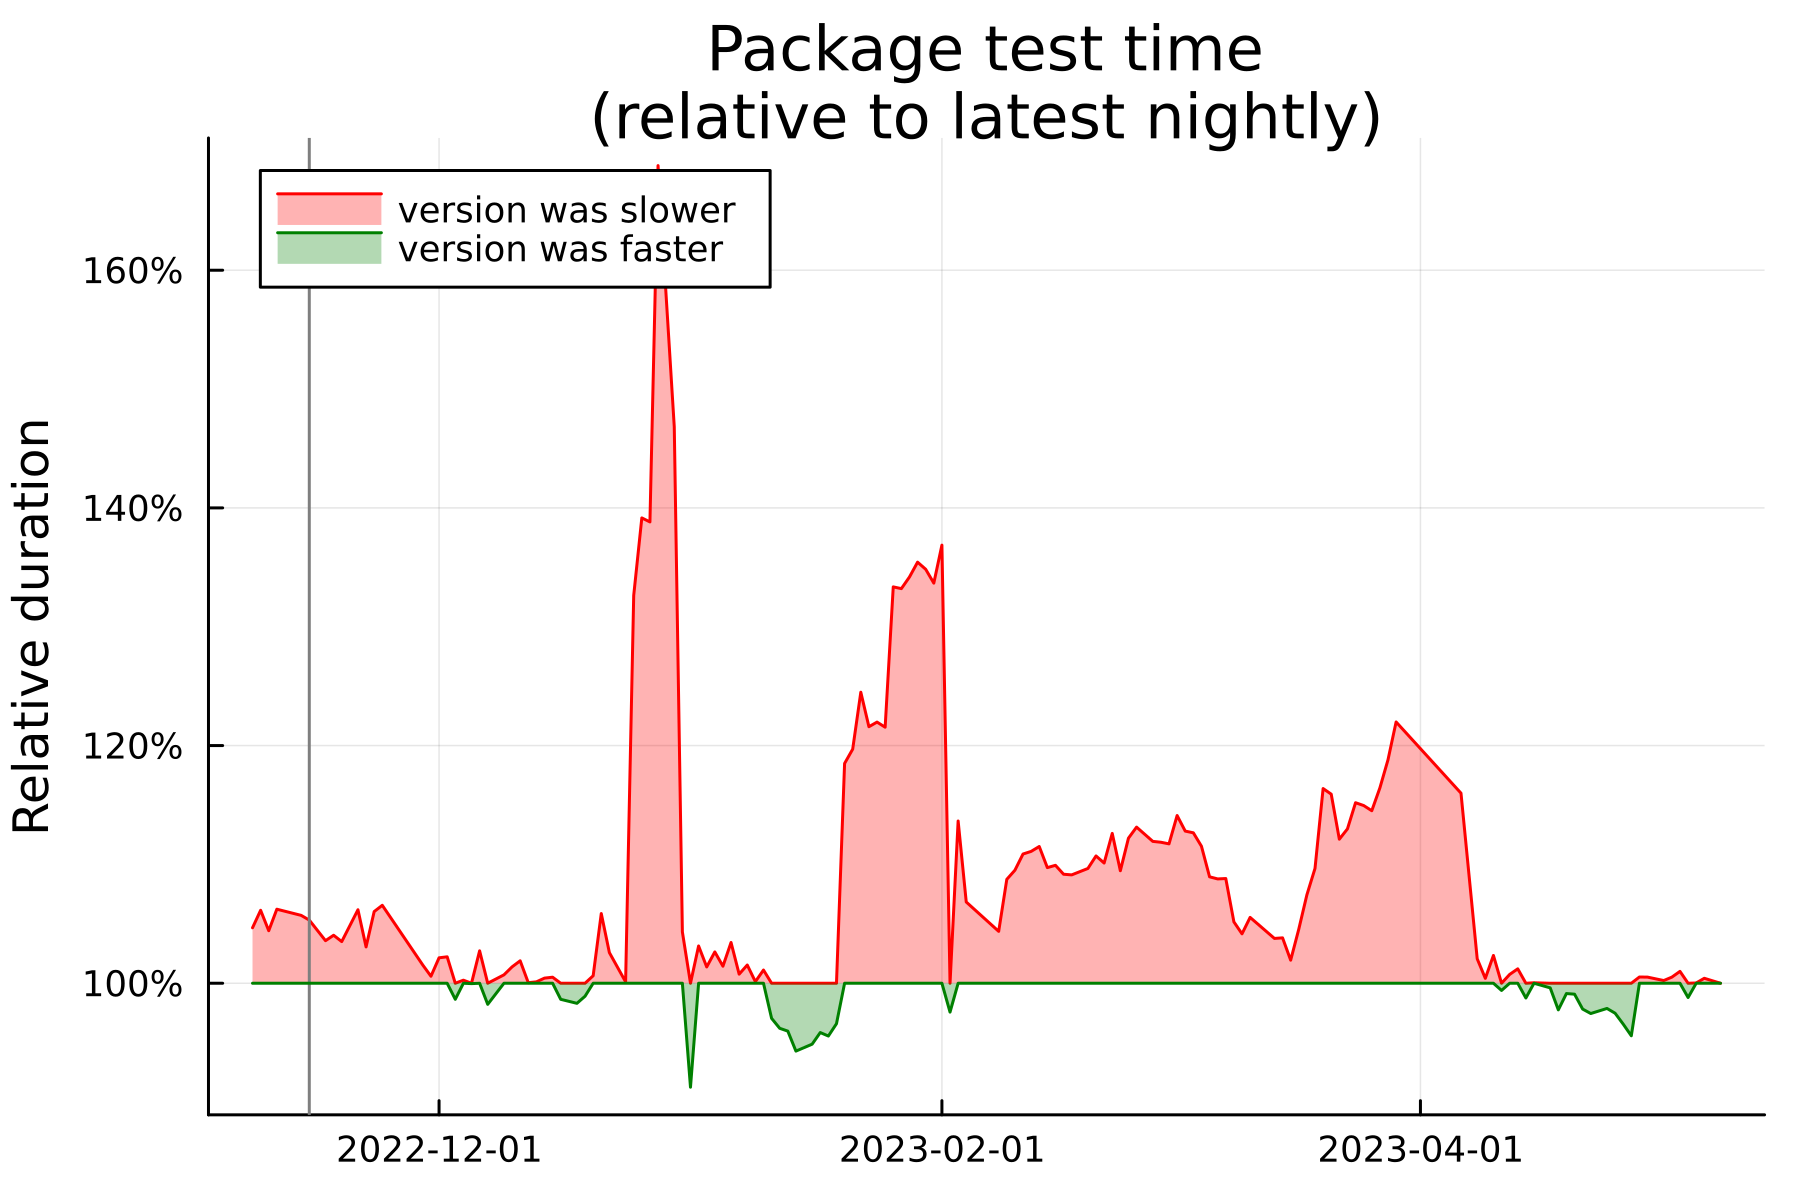 Package test time
(relative to latest nightly)
version was slower
version was faster
160%
140%
120%
100%
Relative duration
2022-12-01
2023-02-01
2023-04-01